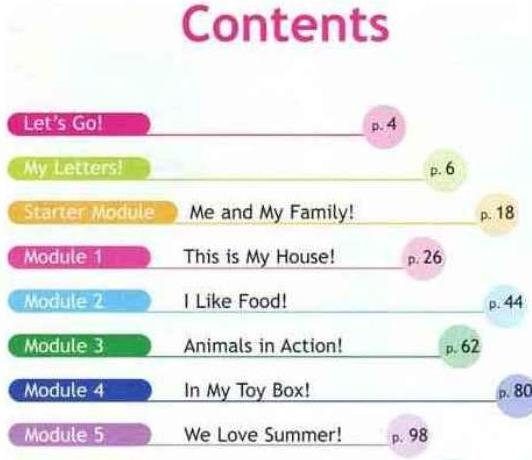 Contents
Let's Go! p. 4
My Letters! p. 6
Starter Module Me and My Family! p. 18
Module 1 This is My House! p. 26
Module 2 I Like Food! p. 44
Module 3 Animals in Action! p. 62
Module 4 In My Toy Box! p. 80
Module 5 We Love Summer! p. 98